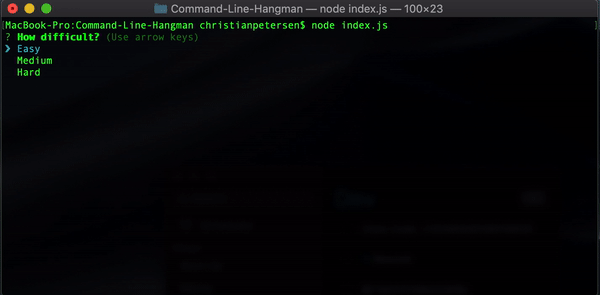 Command-Line-Hangman — node index.js — 100×23
[MacBook-Pro:Command-Line-Hangman christianpetersen$ node index.js ]
? How difficult? (Use arrow keys)
❯ Easy
Medium
Hard